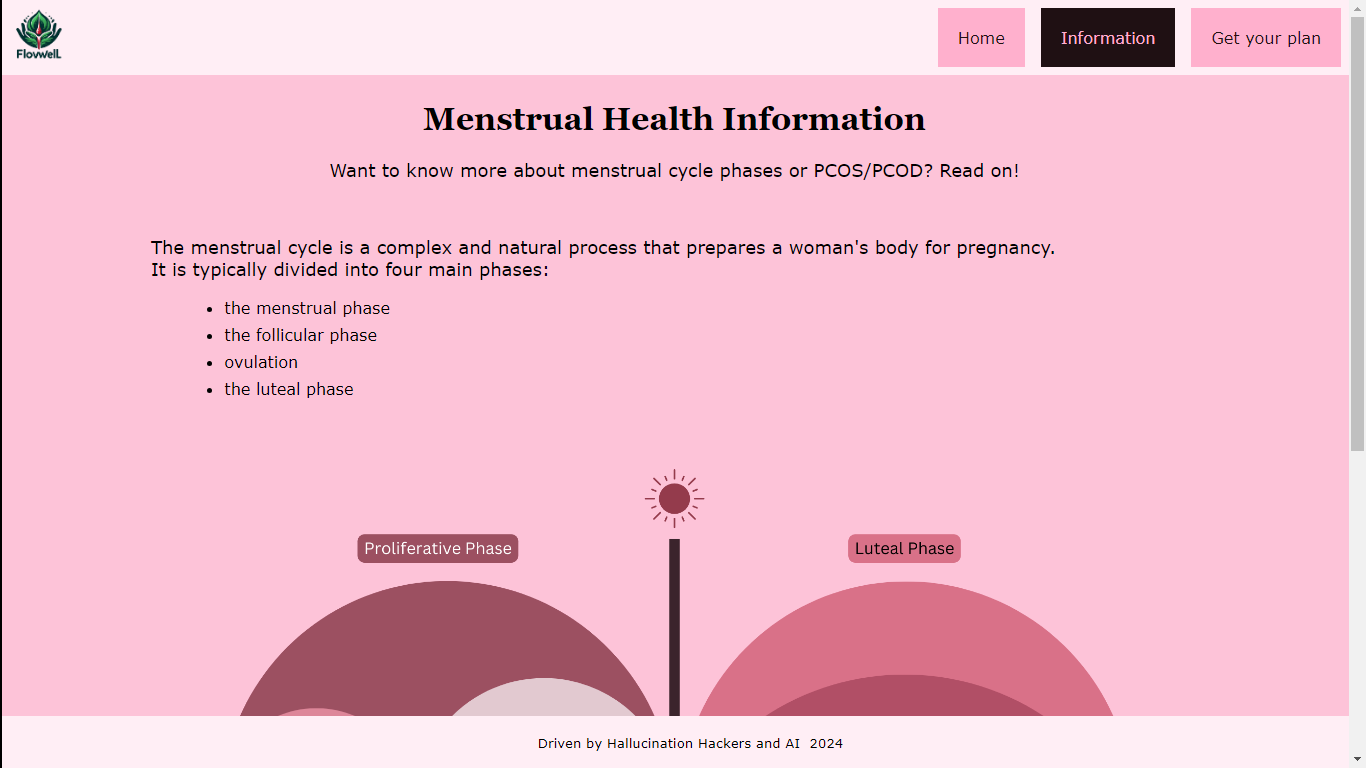 FlovwelL
Home
Information
Get your plan
Menstrual Health Information
Want to know more about menstrual cycle phases or PCOS/PCOD? Read on!
The menstrual cycle is a complex and natural process that prepares a woman's body for pregnancy.
It is typically divided into four main phases:
the menstrual phase
the follicular phase
ovulation
the luteal phase
Proliferative Phase
Luteal Phase
Driven by Hallucination Hackers and AI 2024